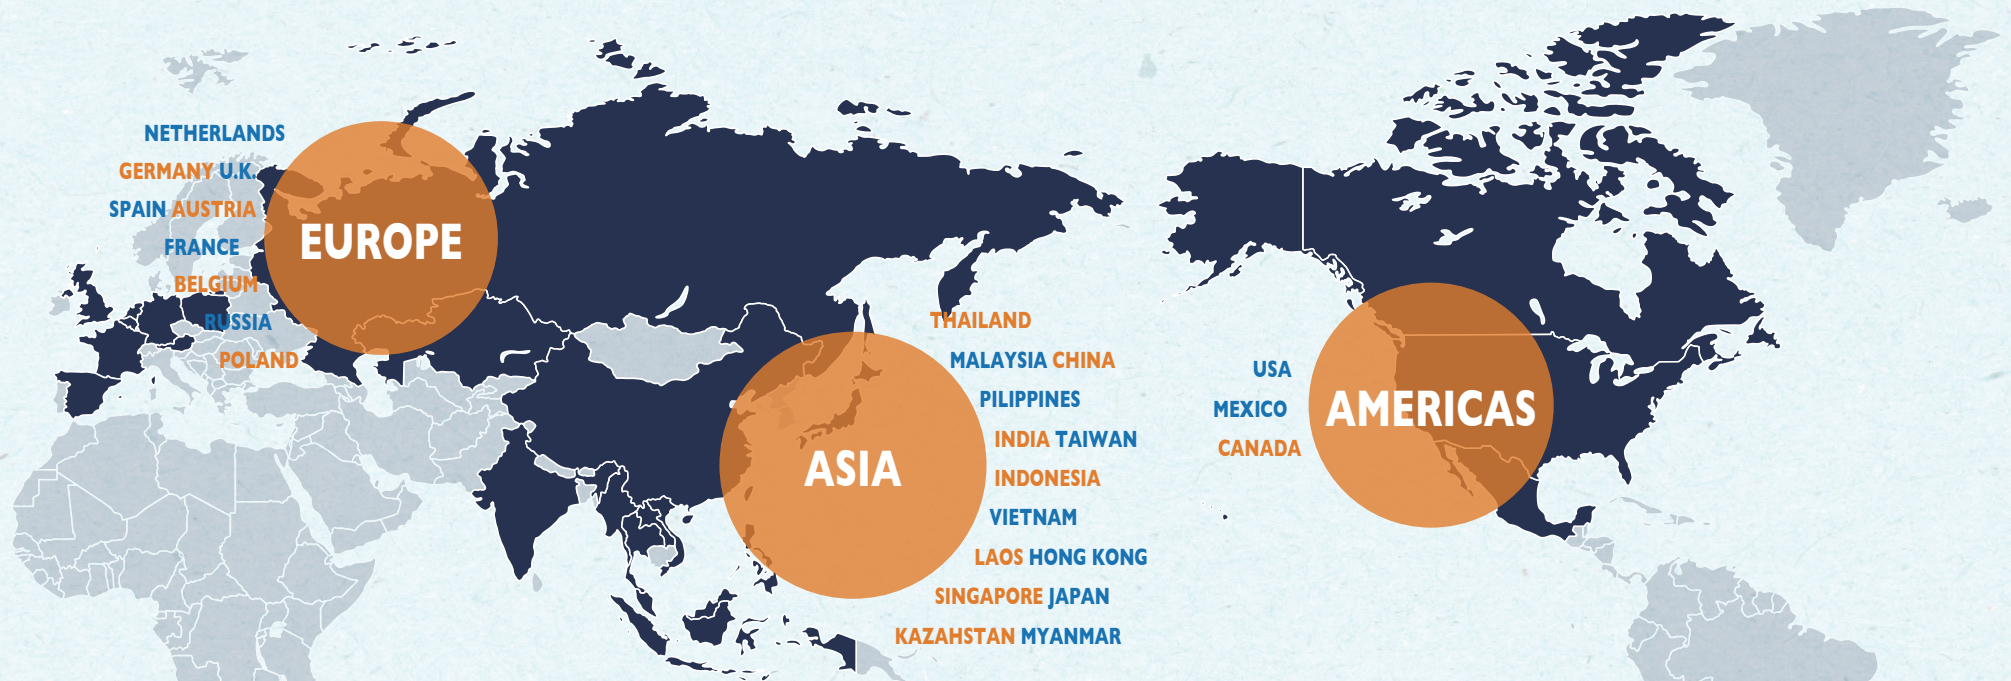 NETHERLANDS
GERMANY U.K.
SPAIN AUSTRIA
FRANCE
BELGIUM
RUSSIA
POLAND
EUROPE
THAILAND
MALAYSIA CHINA
PILIPPINES
INDIA TAIWAN
INDONESIA
VIETNAM
LAOS HONG KONG
SINGAPORE JAPAN
KAZAHSTAN MYANMAR
ASIA
USA
MEXICO
CANADA
AMERICAS